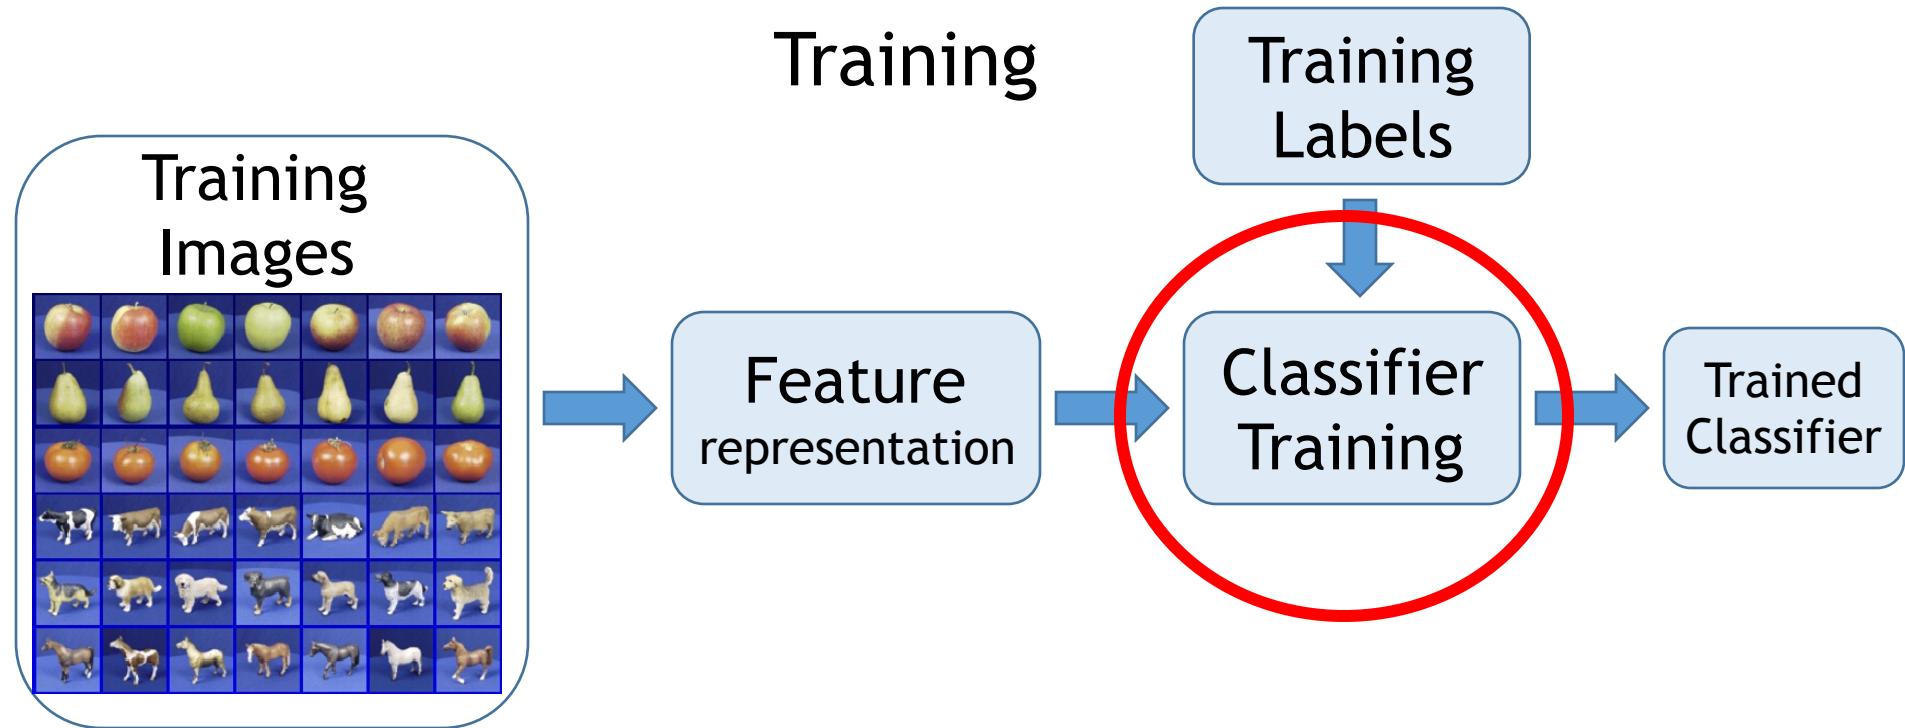 Training
Training
Labels
Training
Images
Feature
representation
Classifier
Training
Trained
Classifier